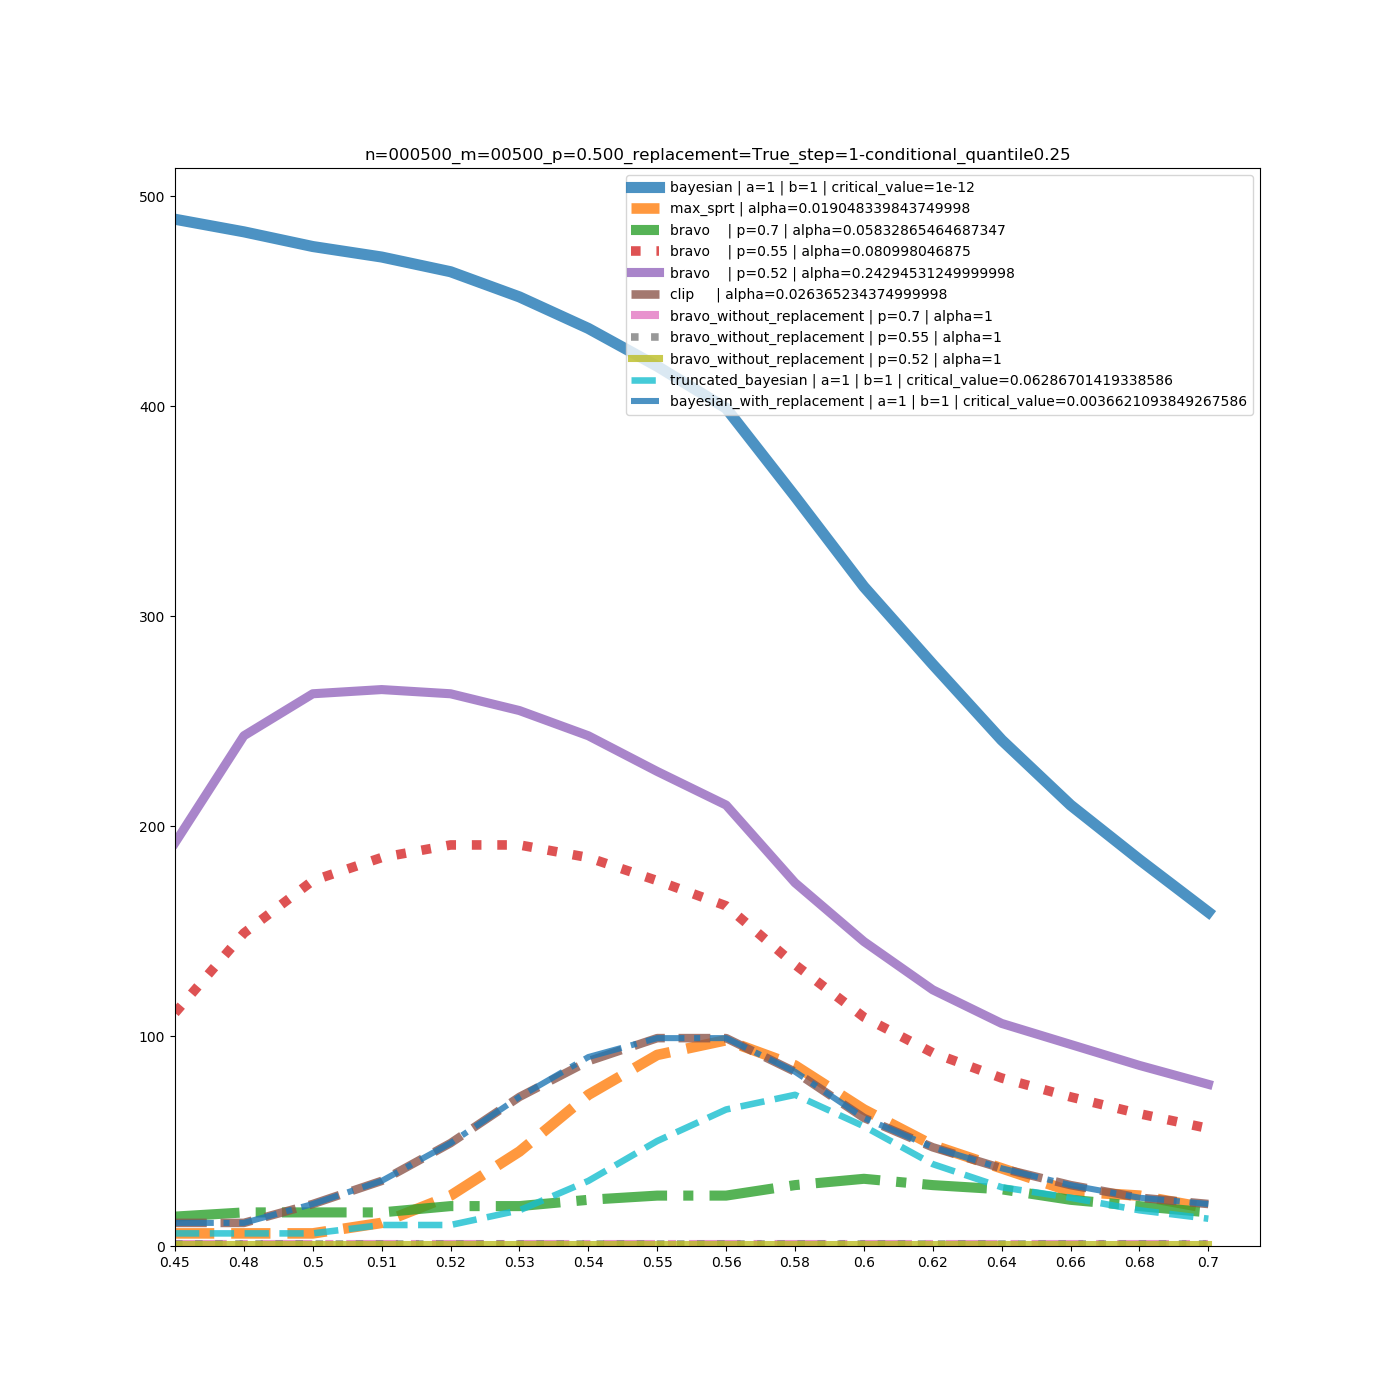 n=000500_m=00500_p=0.500_replacement=True_step=1-conditional_quantile0.25
500
400
300
200
100
0
bayesian | a=1 | b=1 | critical_value=1e-12
max_sprt | alpha=0.019048339843749998
bravo    | p=0.7 | alpha=0.05832865464687347
bravo    | p=0.55 | alpha=0.080998046875
bravo    | p=0.52 | alpha=0.24294531249999998
clip     | alpha=0.026365234374999998
bravo_without_replacement | p=0.7 | alpha=1
bravo_without_replacement | p=0.55 | alpha=1
bravo_without_replacement | p=0.52 | alpha=1
truncated_bayesian | a=1 | b=1 | critical_value=0.06286701419338586
bayesian_with_replacement | a=1 | b=1 | critical_value=0.0036621093849267586
0.45 0.48 0.5 0.51 0.52 0.53 0.54 0.55 0.56 0.58 0.6 0.62 0.64 0.66 0.68 0.7